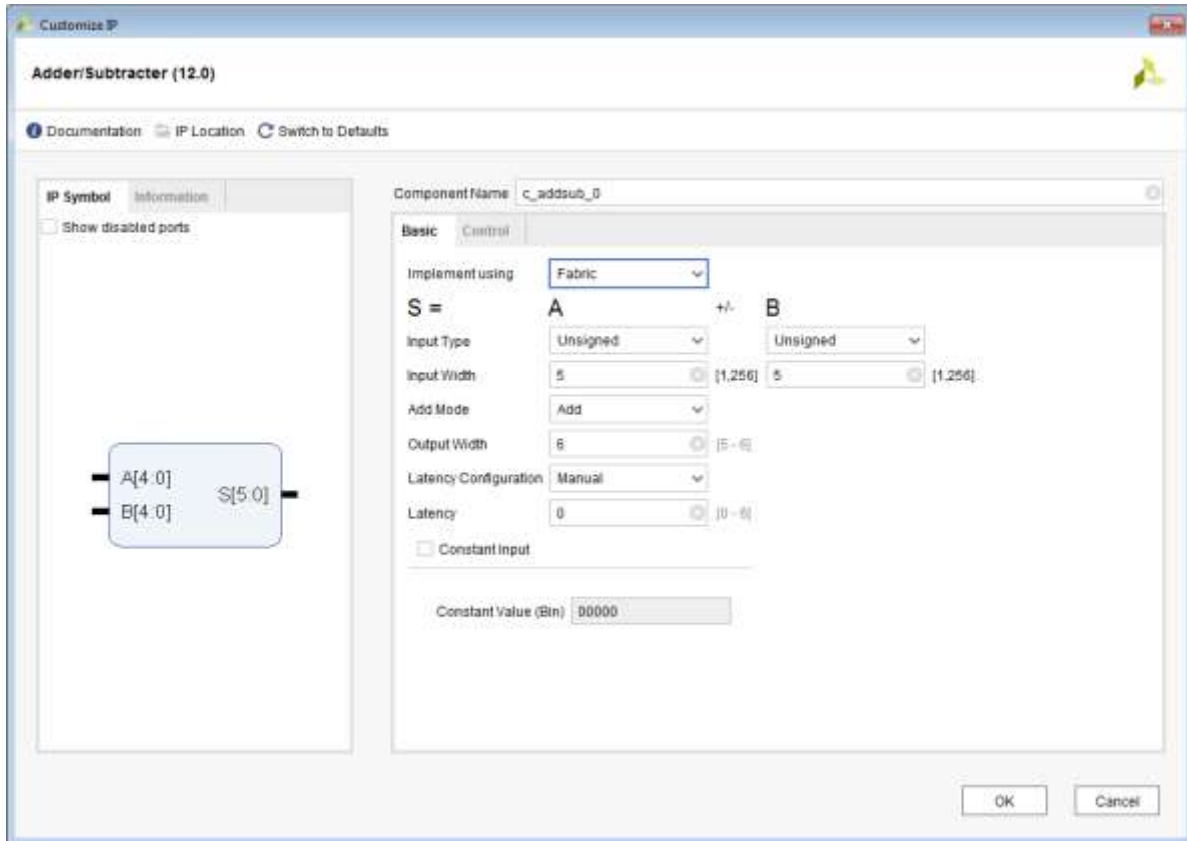 Customize IP
Adder/Subtracter (12.0)
Documentation IP Location Switch to Defaults
IP Symbol Information
Show disabled ports
A[4:0]
B[4:0]
S[5:0]
Component Name c_addsub_0
Basic Control
Implement using Fabric
S = A +/- B
Input Type Unsigned Unsigned
Input Width 5 [1,256] 5 [1,256]
Add Mode Add
Output Width 6 [5 - 6]
Latency Configuration Manual
Latency 0 [0 - 6]
Constant Input
Constant Value (Bin) 00000
OK Cancel